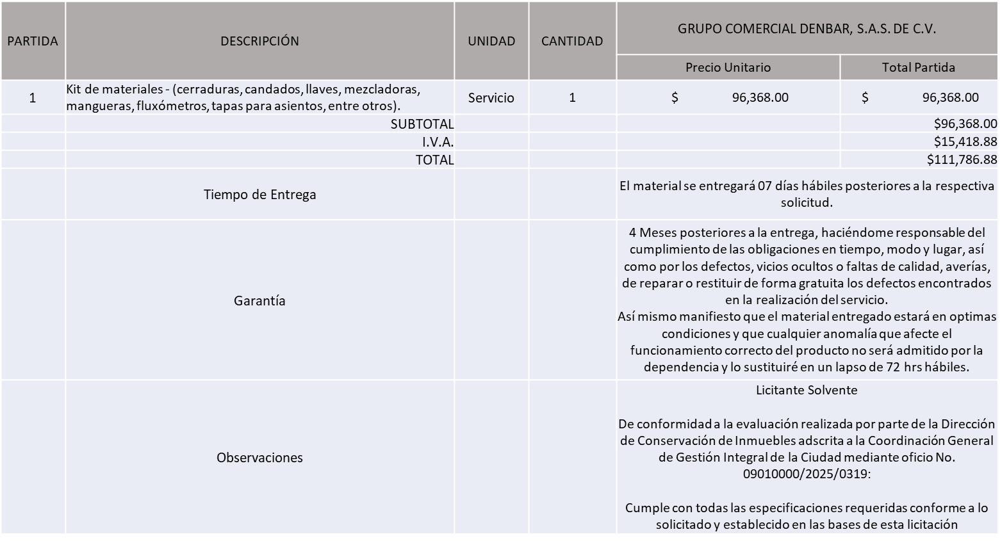 PARTIDA
DESCRIPCIÓN
UNIDAD
CANTIDAD
GRUPO COMERCIAL DENBAR, S.A.S. DE C.V.
Precio Unitario
Total Partida
1
Kit de materiales - (cerraduras, candados, llaves, mezcladoras,
mangueras, fluxómetros, tapas para asientos, entre otros).
Servicio
1
$ 96,368.00
$ 96,368.00
SUBTOTAL
$96,368.00
I.V.A.
$15,418.88
TOTAL
$111,786.88
Tiempo de Entrega
El material se entregará 07 días hábiles posteriores a la respectiva
solicitud.
Garantía
4 Meses posteriores a la entrega, haciéndome responsable del
cumplimiento de las obligaciones en tiempo, modo y lugar, así
como por los defectos, vicios ocultos o faltas de calidad, averías,
de reparar o restituir de forma gratuita los defectos encontrados
en la realización del servicio.
Así mismo manifiesto que el material entregado estará en optimas
condiciones y que cualquier anomalía que afecte el
funcionamiento correcto del producto no será admitido por la
dependencia y lo sustituiré en un lapso de 72 hrs hábiles.
Observaciones
Licitante Solvente
De conformidad a la evaluación realizada por parte de la Dirección
de Conservación de Inmuebles adscrita a la Coordinación General
de Gestión Integral de la Ciudad mediante oficio No.
09010000/2025/0319:
Cumple con todas las especificaciones requeridas conforme a lo
solicitado y establecido en las bases de esta licitación